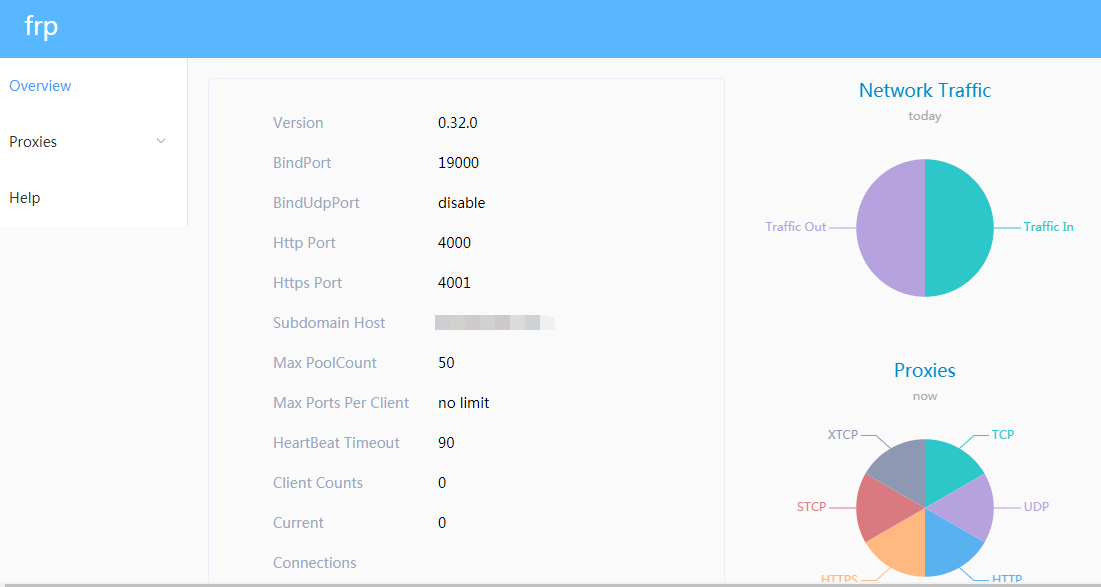 frp
Overview
Proxies
Help
Version 0.32.0
BindPort 19000
BindUdpPort disable
Http Port 4000
Https Port 4001
Subdomain Host
Max PoolCount 50
Max Ports Per Client no limit
HeartBeat Timeout 90
Client Counts 0
Current 0
Connections
Network Traffic
today
Traffic Out Traffic In
Proxies
now
XTCP TCP
STCP UDP
HTTPS HTTP